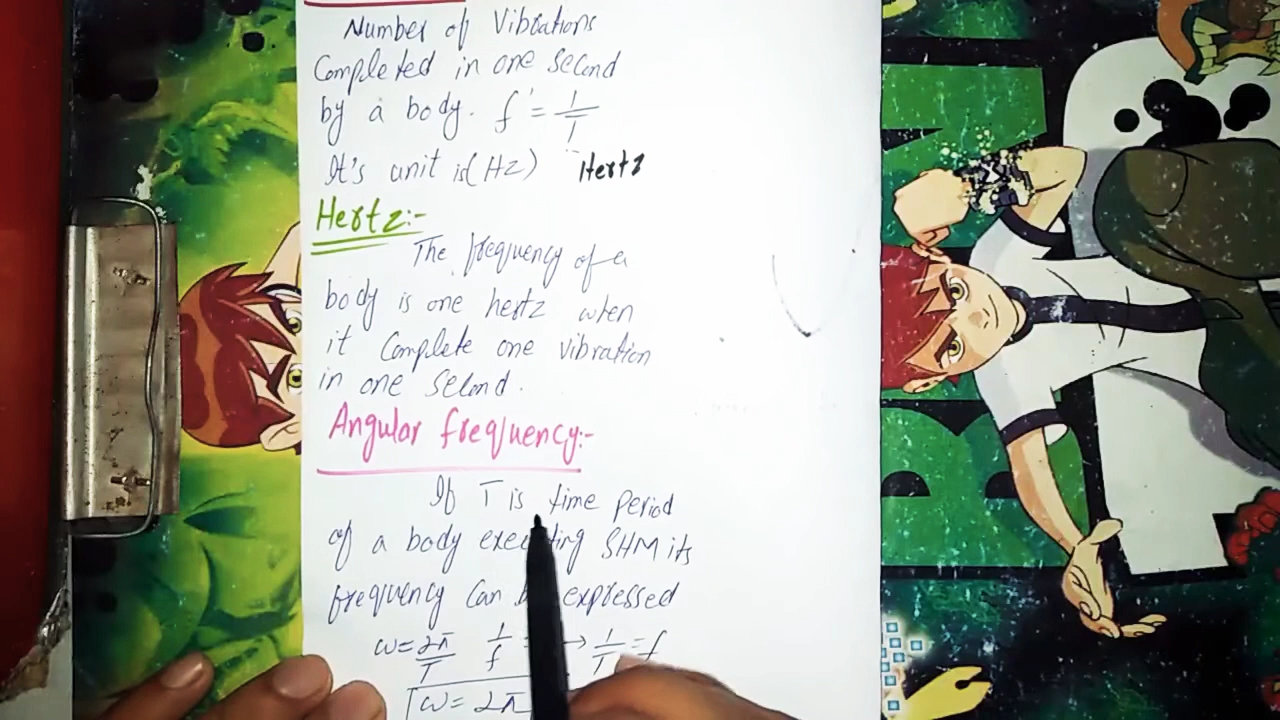 Number of Vibrations
Completed in one second
by a body. f = 1/T
It's unit is (HZ) Hertz
Hertz:-
The frequency of a
body is one hertz when
it Complete one vibration
in one second.
Angular frequency:-
If T is time period
of a body executing SHM its
frequency can be expressed
ω = 2π/T 1/f → 1/T = f
ω = 2π
BEN